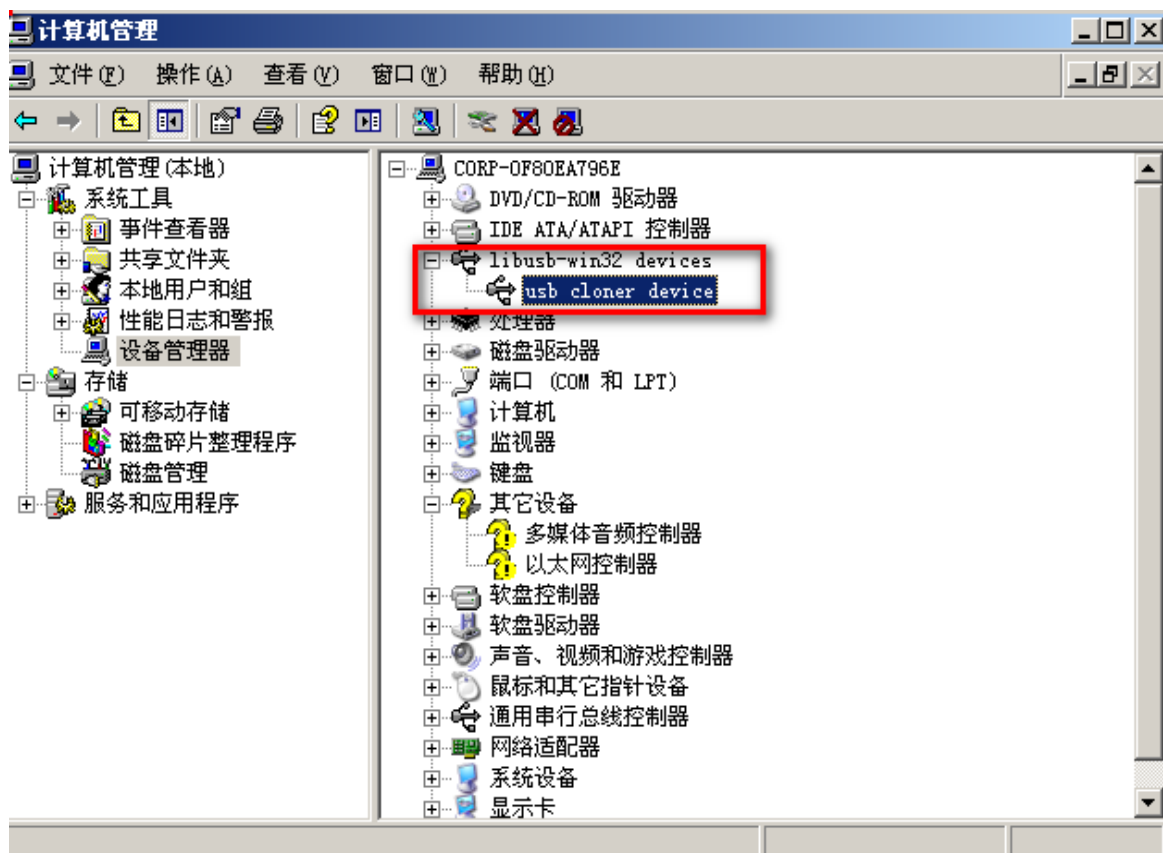 计算机管理
文件(F) 操作(A) 查看(V) 窗口(W) 帮助(H)
计算机管理(本地)
系统工具
事件查看器
共享文件夹
本地用户和组
性能日志和警报
设备管理器
存储
可移动存储
磁盘碎片整理程序
磁盘管理
服务和应用程序
CORP-0F80EA796E
DVD/CD-ROM 驱动器
IDE ATA/ATAPI 控制器
libusb-win32 devices
usb cloner device
处理器
磁盘驱动器
端口 (COM 和 LPT)
计算机
监视器
键盘
其它设备
多媒体音频控制器
以太网控制器
软盘控制器
软盘驱动器
声音、视频和游戏控制器
鼠标和其它指针设备
通用串行总线控制器
网络适配器
系统设备
显示卡